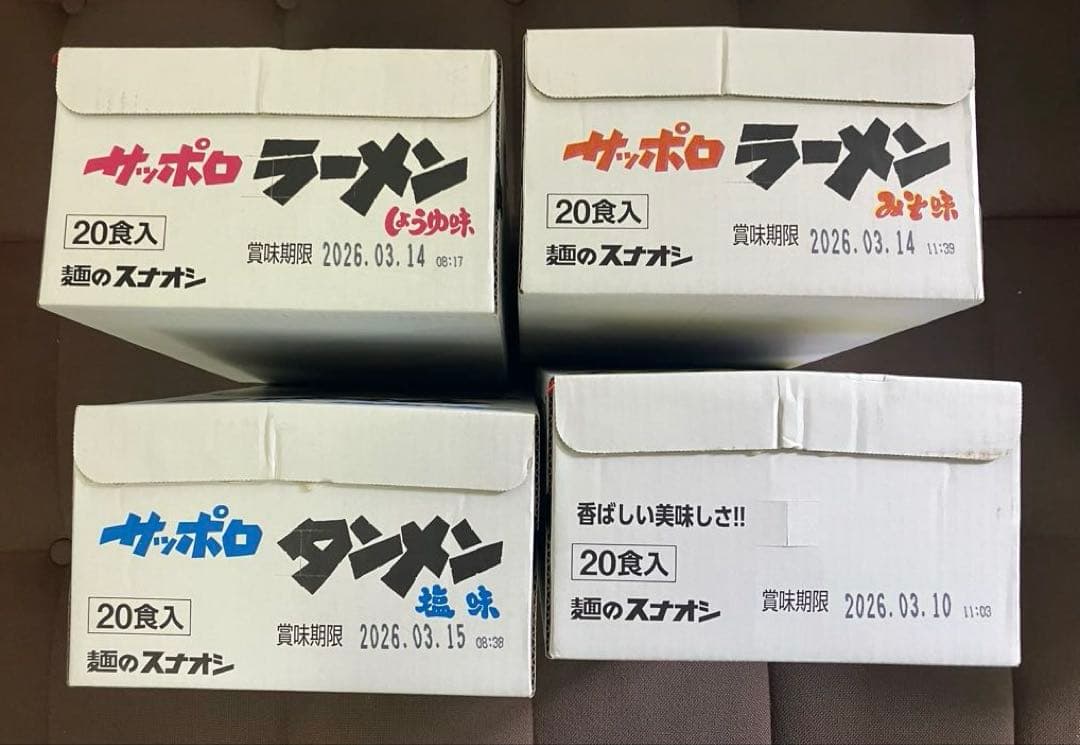 サッポロ ラーメン
しょうゆ味
20食入
賞味期限 2026.03.14 08:17
麺のスナオシ
サッポロ ラーメン
みそ味
20食入
賞味期限 2026.03.14 11:39
麺のスナオシ
サッポロ タンメン
塩味
20食入
賞味期限 2026.03.15 08:38
麺のスナオシ
香ばしい美味しさ!!
20食入
賞味期限 2026.03.10 11:03
麺のスナオシ